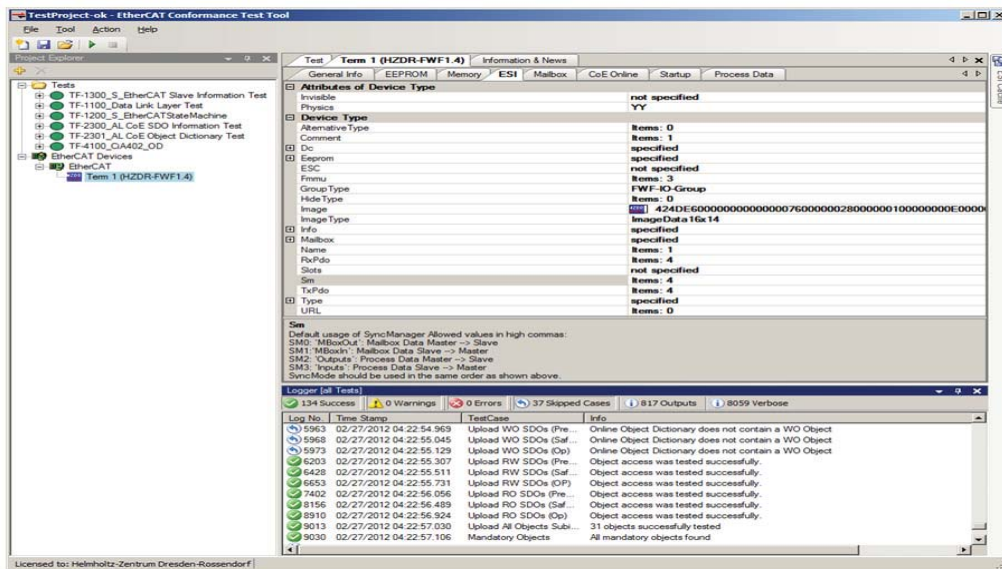 TestProject-ok - EtherCAT Conformance Test Tool
File Tool Action Help
Project Explorer
Tests
TF-1300_S_EtherCAT Slave Information Test
TF-1100_Data Link Layer Test
TF-1200_S_EtherCATStateMachine
TF-2300_AL CoE SDO Information Test
TF-2301_AL CoE Object Dictionary Test
TF-4100_QA402_OD
EtherCAT Devices
EtherCAT
Term 1 (HZDR-FWF1.4)
Test Term 1 (HZDR-FWF1.4) Information & News
General Info EEPROM Memory ESI Mailbox CoE Online Startup Process Data
Attributes of Device Type
Invisible not specified
Physics YY
Device Type
AlternativeType Items: 0
Comment Items: 1
Dc specified
Eeprom specified
ESC not specified
Fmmu Items: 3
GroupType FWF-IO-Group
HideType Items: 0
Image
ImageType ImageData16x14
Info specified
Mailbox specified
Name Items: 1
RxPdo Items: 4
Slots not specified
Sm Items: 4
TxPdo Items: 4
Type specified
URL Items: 0
Sm
Default usage of SyncManager Allowed values in high commas:
SM0: 'MBoxOut': Mailbox Data Master --> Slave
SM1:'MBoxIn': Mailbox Data Slave --> Master
SM2: 'Outputs': Process Data Master --> Slave
SM3: 'Inputs': Process Data Slave --> Master
SyncMode should be used in the same order as shown above.
Logger [all Tests]
134 Success 0 Warnings 0 Errors 37 Skipped Cases 817 Outputs 8059 Verbose
Log No. Time Stamp TestCase Info
5963 02/27/2012 04:22:54.969 Upload WO SDOs (Pre... Online Object Dictionary does not contain a WO Object
5968 02/27/2012 04:22:55.045 Upload WO SDOs (Saf... Online Object Dictionary does not contain a WO Object
5973 02/27/2012 04:22:55.129 Upload WO SDOs (Op) Online Object Dictionary does not contain a WO Object
6203 02/27/2012 04:22:55.307 Upload RW SDOs (Pre... Object access was tested successfully.
6428 02/27/2012 04:22:55.511 Upload RW SDOs (Saf... Object access was tested successfully.
6653 02/27/2012 04:22:55.731 Upload RW SDOs (OP) Object access was tested successfully.
7402 02/27/2012 04:22:56.056 Upload RO SDOs (Pre... Object access was tested successfully.
8156 02/27/2012 04:22:56.489 Upload RO SDOs (Saf... Object access was tested successfully.
8910 02/27/2012 04:22:56.924 Upload RO SDOs (Op) Object access was tested successfully.
9013 02/27/2012 04:22:57.030 Upload All Objects Subi... 31 objects successfully tested
9030 02/27/2012 04:22:57.106 Mandatory Objects All mandatory objects found
Licensed to: Helmholtz-Zentrum Dresden-Rossendorf